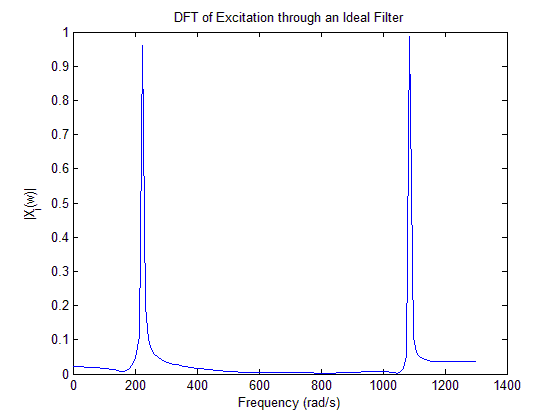 DFT of Excitation through an Ideal Filter
1
0.9
0.8
0.7
0.6
0.5
0.4
0.3
0.2
0.1
0
|X_i(w)|
0 200 400 600 800 1000 1200 1400
Frequency (rad/s)